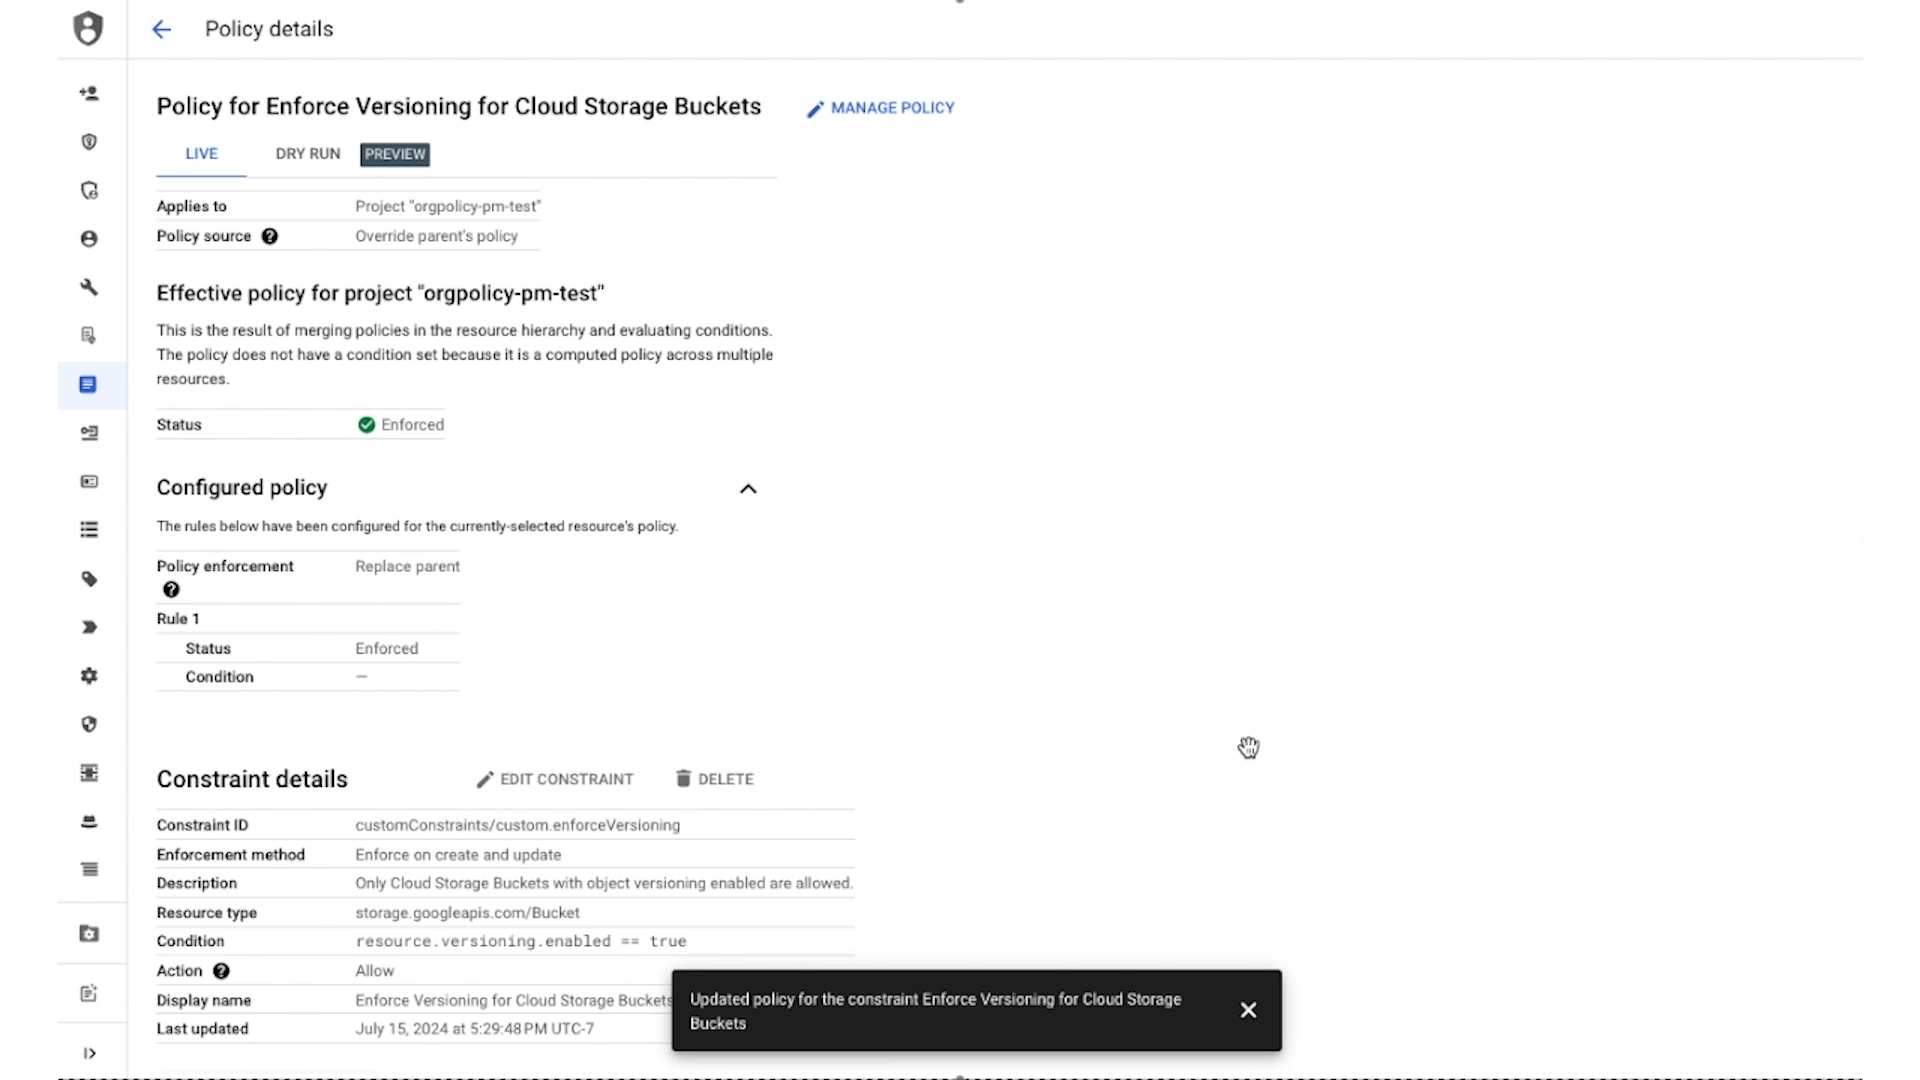 Policy details
Policy for Enforce Versioning for Cloud Storage Buckets
MANAGE POLICY
LIVE
DRY RUN
PREVIEW
Applies to
Project "orgpolicy-pm-test"
Policy source
Override parent's policy
Effective policy for project "orgpolicy-pm-test"
This is the result of merging policies in the resource hierarchy and evaluating conditions.
The policy does not have a condition set because it is a computed policy across multiple
resources.
Status
Enforced
Configured policy
The rules below have been configured for the currently-selected resource's policy.
Policy enforcement
Replace parent
Rule 1
Status
Enforced
Condition
—
Constraint details
EDIT CONSTRAINT
DELETE
Constraint ID
customConstraints/custom.enforceVersioning
Enforcement method
Enforce on create and update
Description
Only Cloud Storage Buckets with object versioning enabled are allowed.
Resource type
storage.googleapis.com/Bucket
Condition
resource.versioning.enabled == true
Action
Allow
Display name
Enforce Versioning for Cloud Storage Buckets
Last updated
July 15, 2024 at 5:29:48 PM UTC-7
Updated policy for the constraint Enforce Versioning for Cloud Storage
Buckets